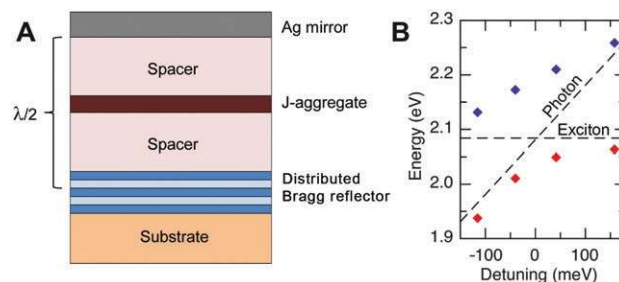 A
Ag mirror
Spacer
λ/2
J-aggregate
Spacer
Distributed
Bragg reflector
Substrate
B
Energy (eV)
2.3
2.2
2.1
2.0
1.9
Photon
Exciton
-100
0
100
Detuning (meV)